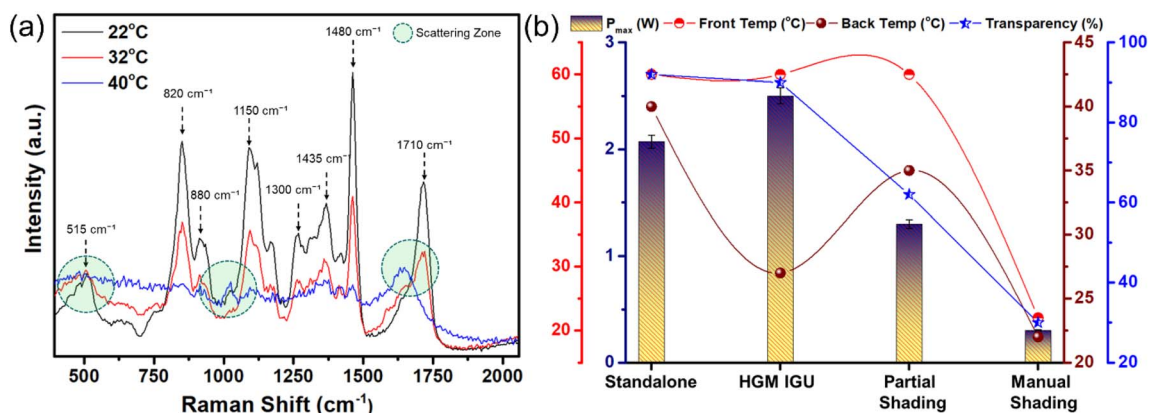 (a)
22°C
32°C
40°C
Scattering Zone
1480 cm⁻¹
820 cm⁻¹
1150 cm⁻¹
1435 cm⁻¹
1710 cm⁻¹
880 cm⁻¹
1300 cm⁻¹
515 cm⁻¹
Intensity (a.u.)
500 750 1000 1250 1500 1750 2000
Raman Shift (cm⁻¹)
(b)
Pmax (W) Front Temp (°C) Back Temp (°C) Transparency (%)
60
50
40
30
20
3
2
1
0
45
40
35
30
25
20
100
80
60
40
20
Standalone
HGM IGU
Partial
Shading
Manual
Shading